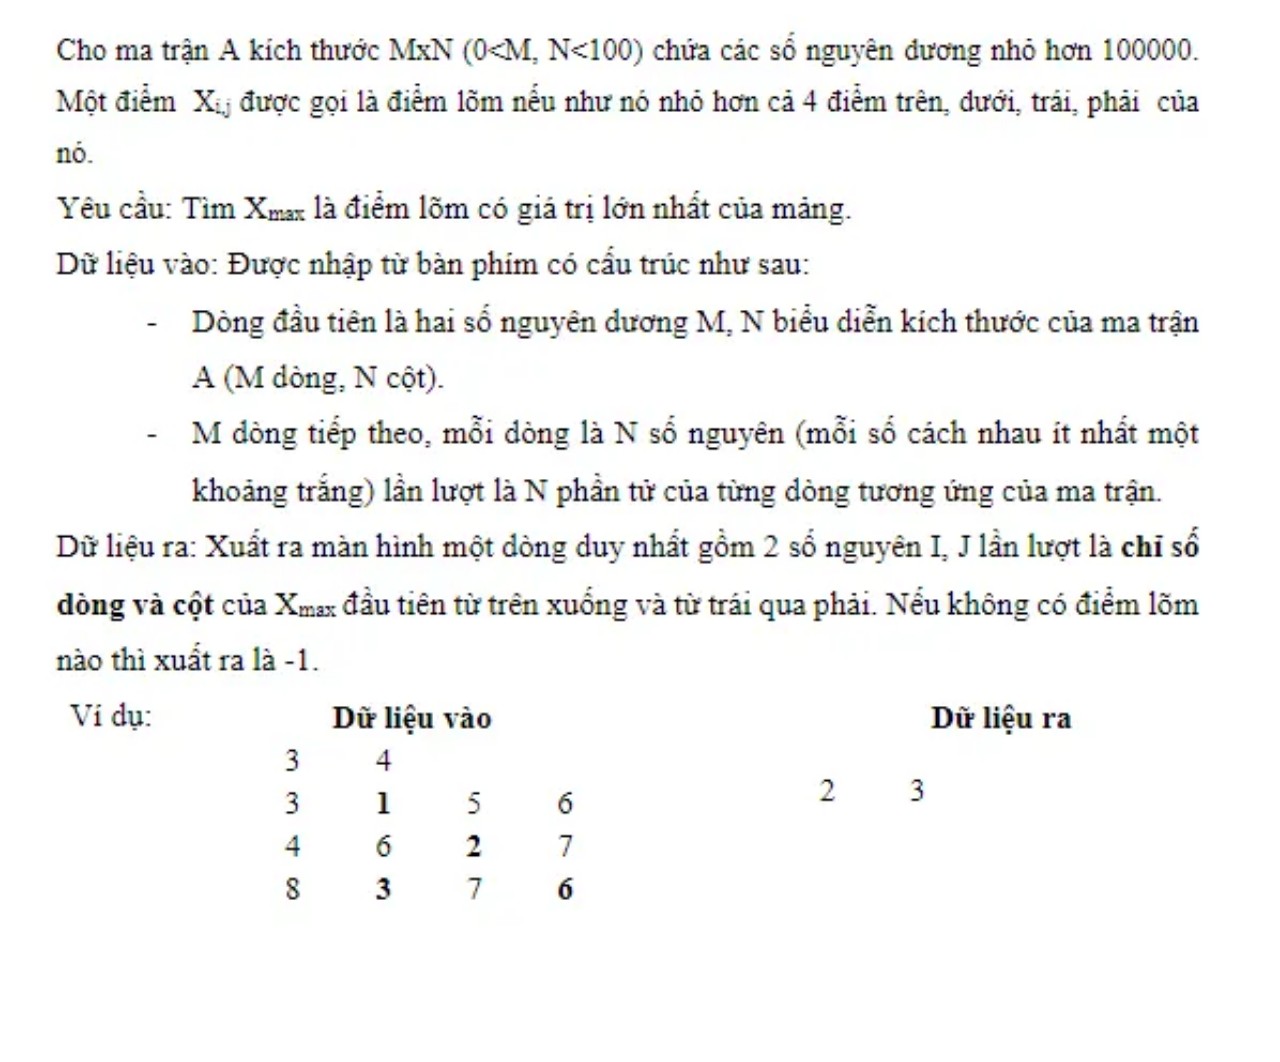 Cho ma trận A kích thước MxN (0<M, N<100) chứa các số nguyên dương nhỏ hơn 100000.
Một điểm Xi,j được gọi là điểm lõm nếu như nó nhỏ hơn cả 4 điểm trên, dưới, trái, phải của
nó.
Yêu cầu: Tìm Xmax là điểm lõm có giá trị lớn nhất của mảng.
Dữ liệu vào: Được nhập từ bàn phím có cấu trúc như sau:
- Dòng đầu tiên là hai số nguyên dương M, N biểu diễn kích thước của ma trận
A (M dòng, N cột).
- M dòng tiếp theo, mỗi dòng là N số nguyên (mỗi số cách nhau ít nhất một
khoảng trắng) lần lượt là N phần tử của từng dòng tương ứng của ma trận.
Dữ liệu ra: Xuất ra màn hình một dòng duy nhất gồm 2 số nguyên I, J lần lượt là chỉ số
dòng và cột của Xmax đầu tiên từ trên xuống và từ trái qua phải. Nếu không có điểm lõm
nào thì xuất ra là -1.
Ví dụ: Dữ liệu vào Dữ liệu ra
3 4
2 3
3 1 5 6
4 6 2 7
8 3 7 6